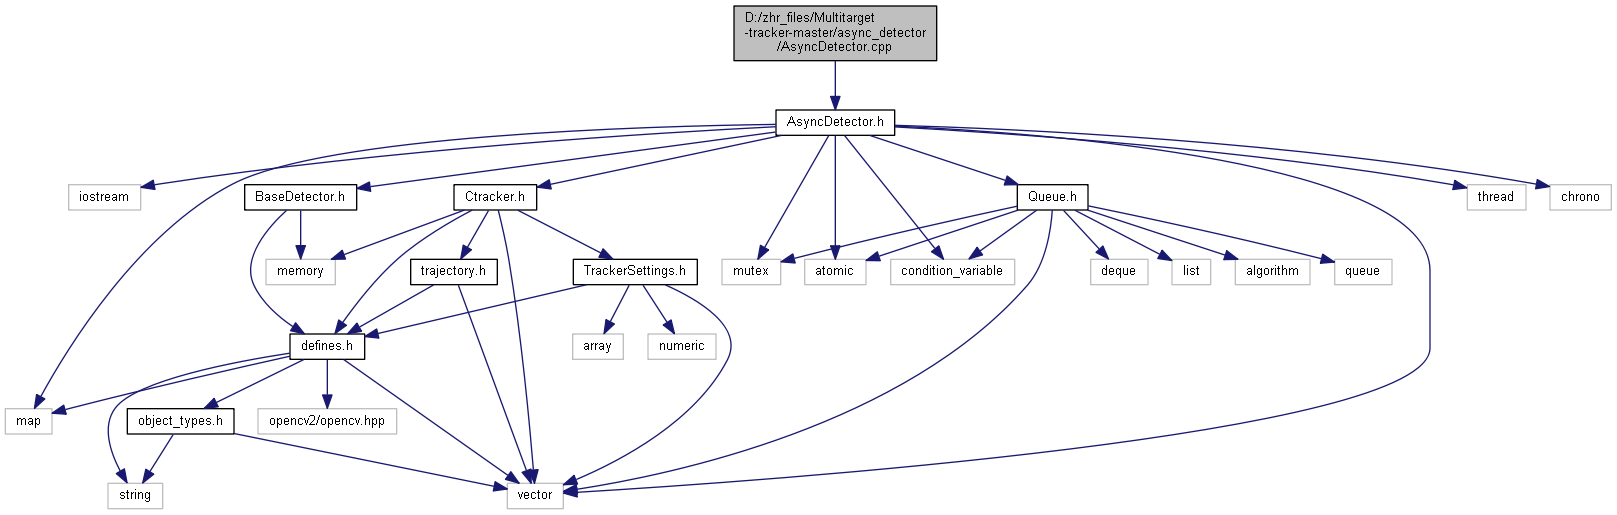 D:/zhr_files/Multitarget
-tracker-master/async_detector
/AsyncDetector.cpp
AsyncDetector.h
iostream
BaseDetector.h
Ctracker.h
Queue.h
thread
chrono
memory
trajectory.h
TrackerSettings.h
mutex
atomic
condition_variable
deque
list
algorithm
queue
defines.h
array
numeric
map
object_types.h
opencv2/opencv.hpp
string
vector